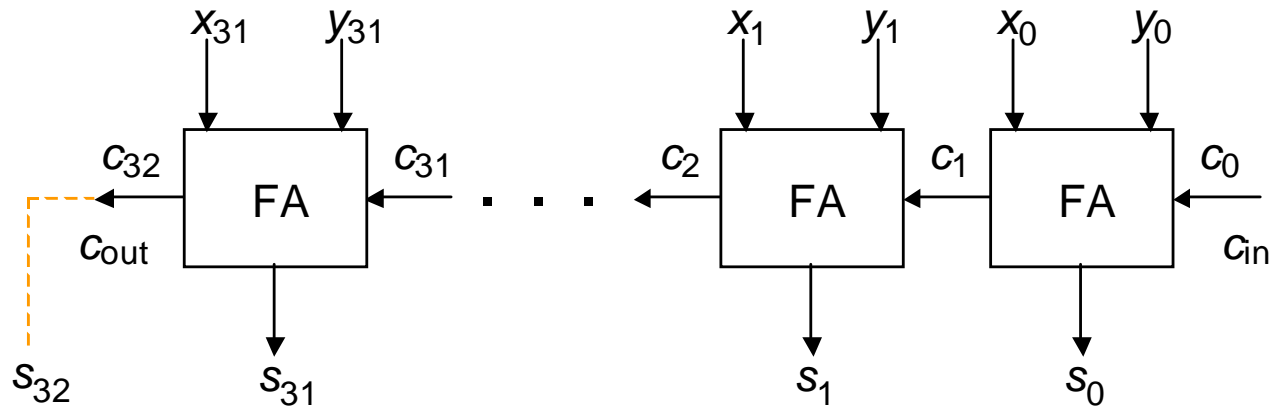 x31 y31 x1 y1 x0 y0
c32 FA c31 . . . c2 FA c1 FA c0
cout cin
s32 s31 s1 s0